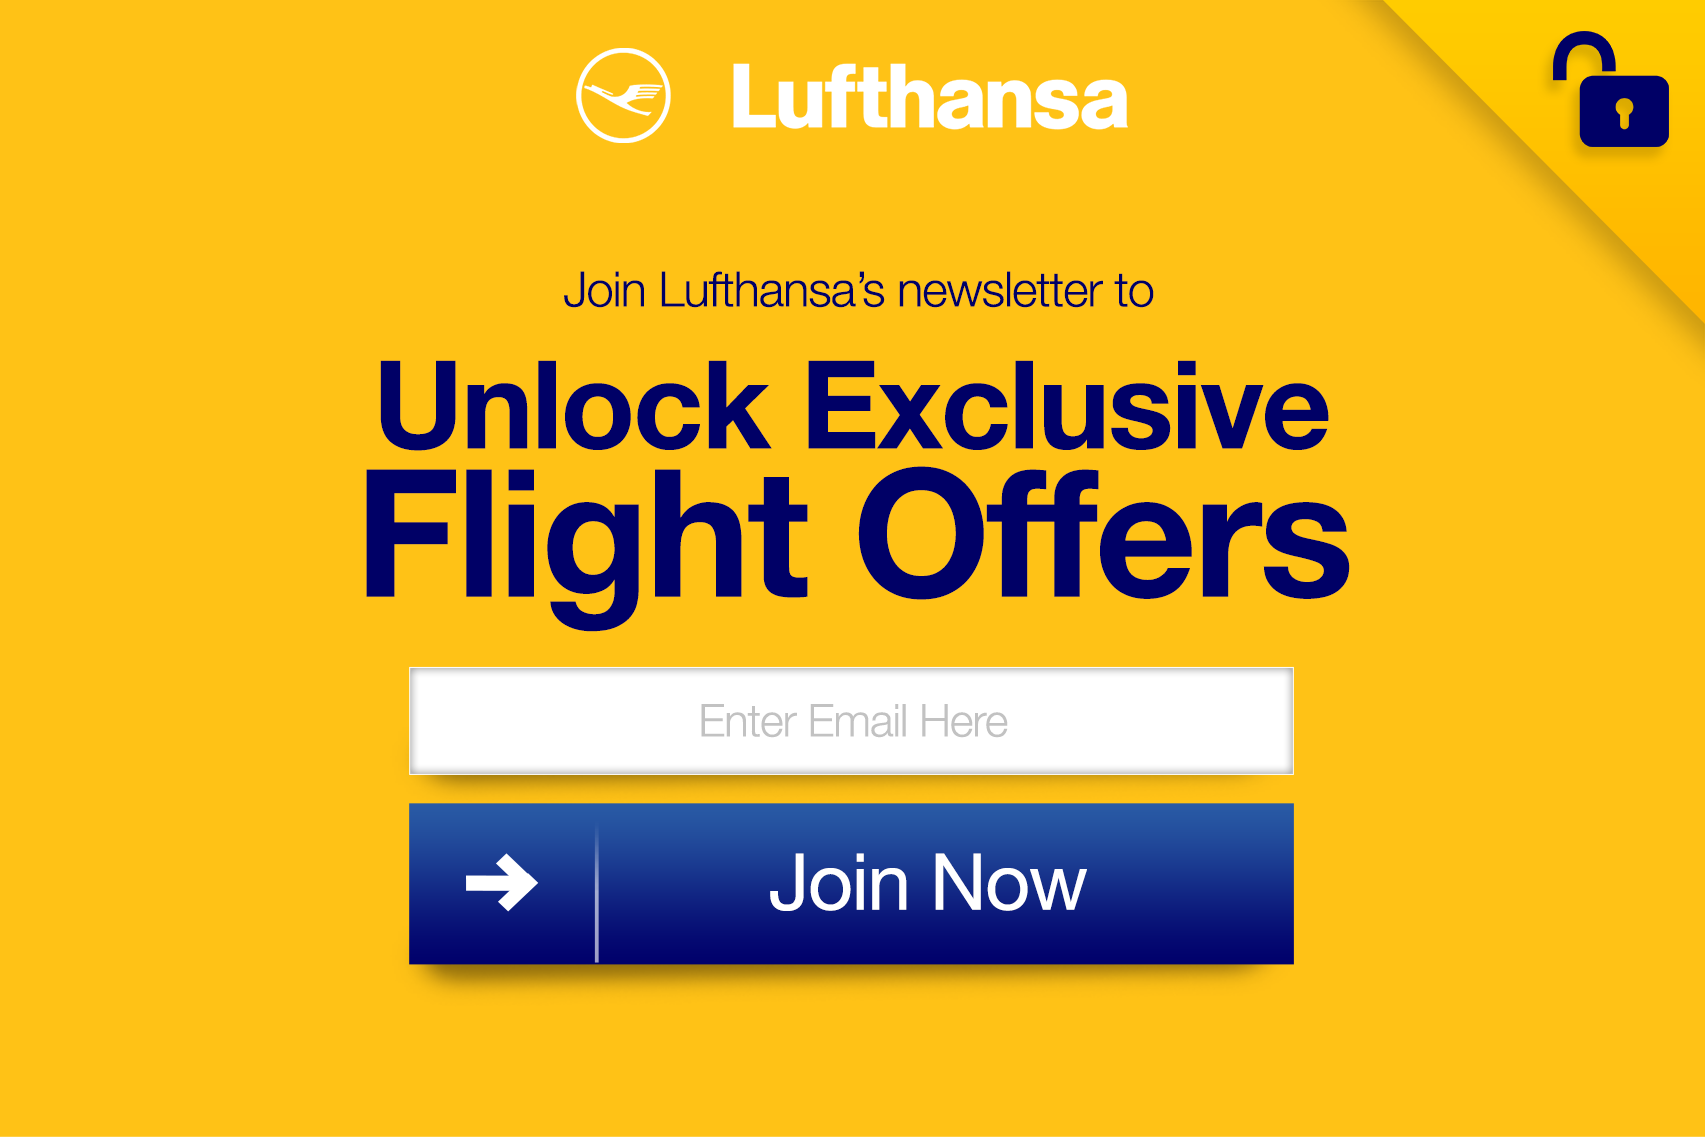 Lufthansa
Join Lufthansa’s newsletter to
Unlock Exclusive
Flight Offers
Enter Email Here
Join Now